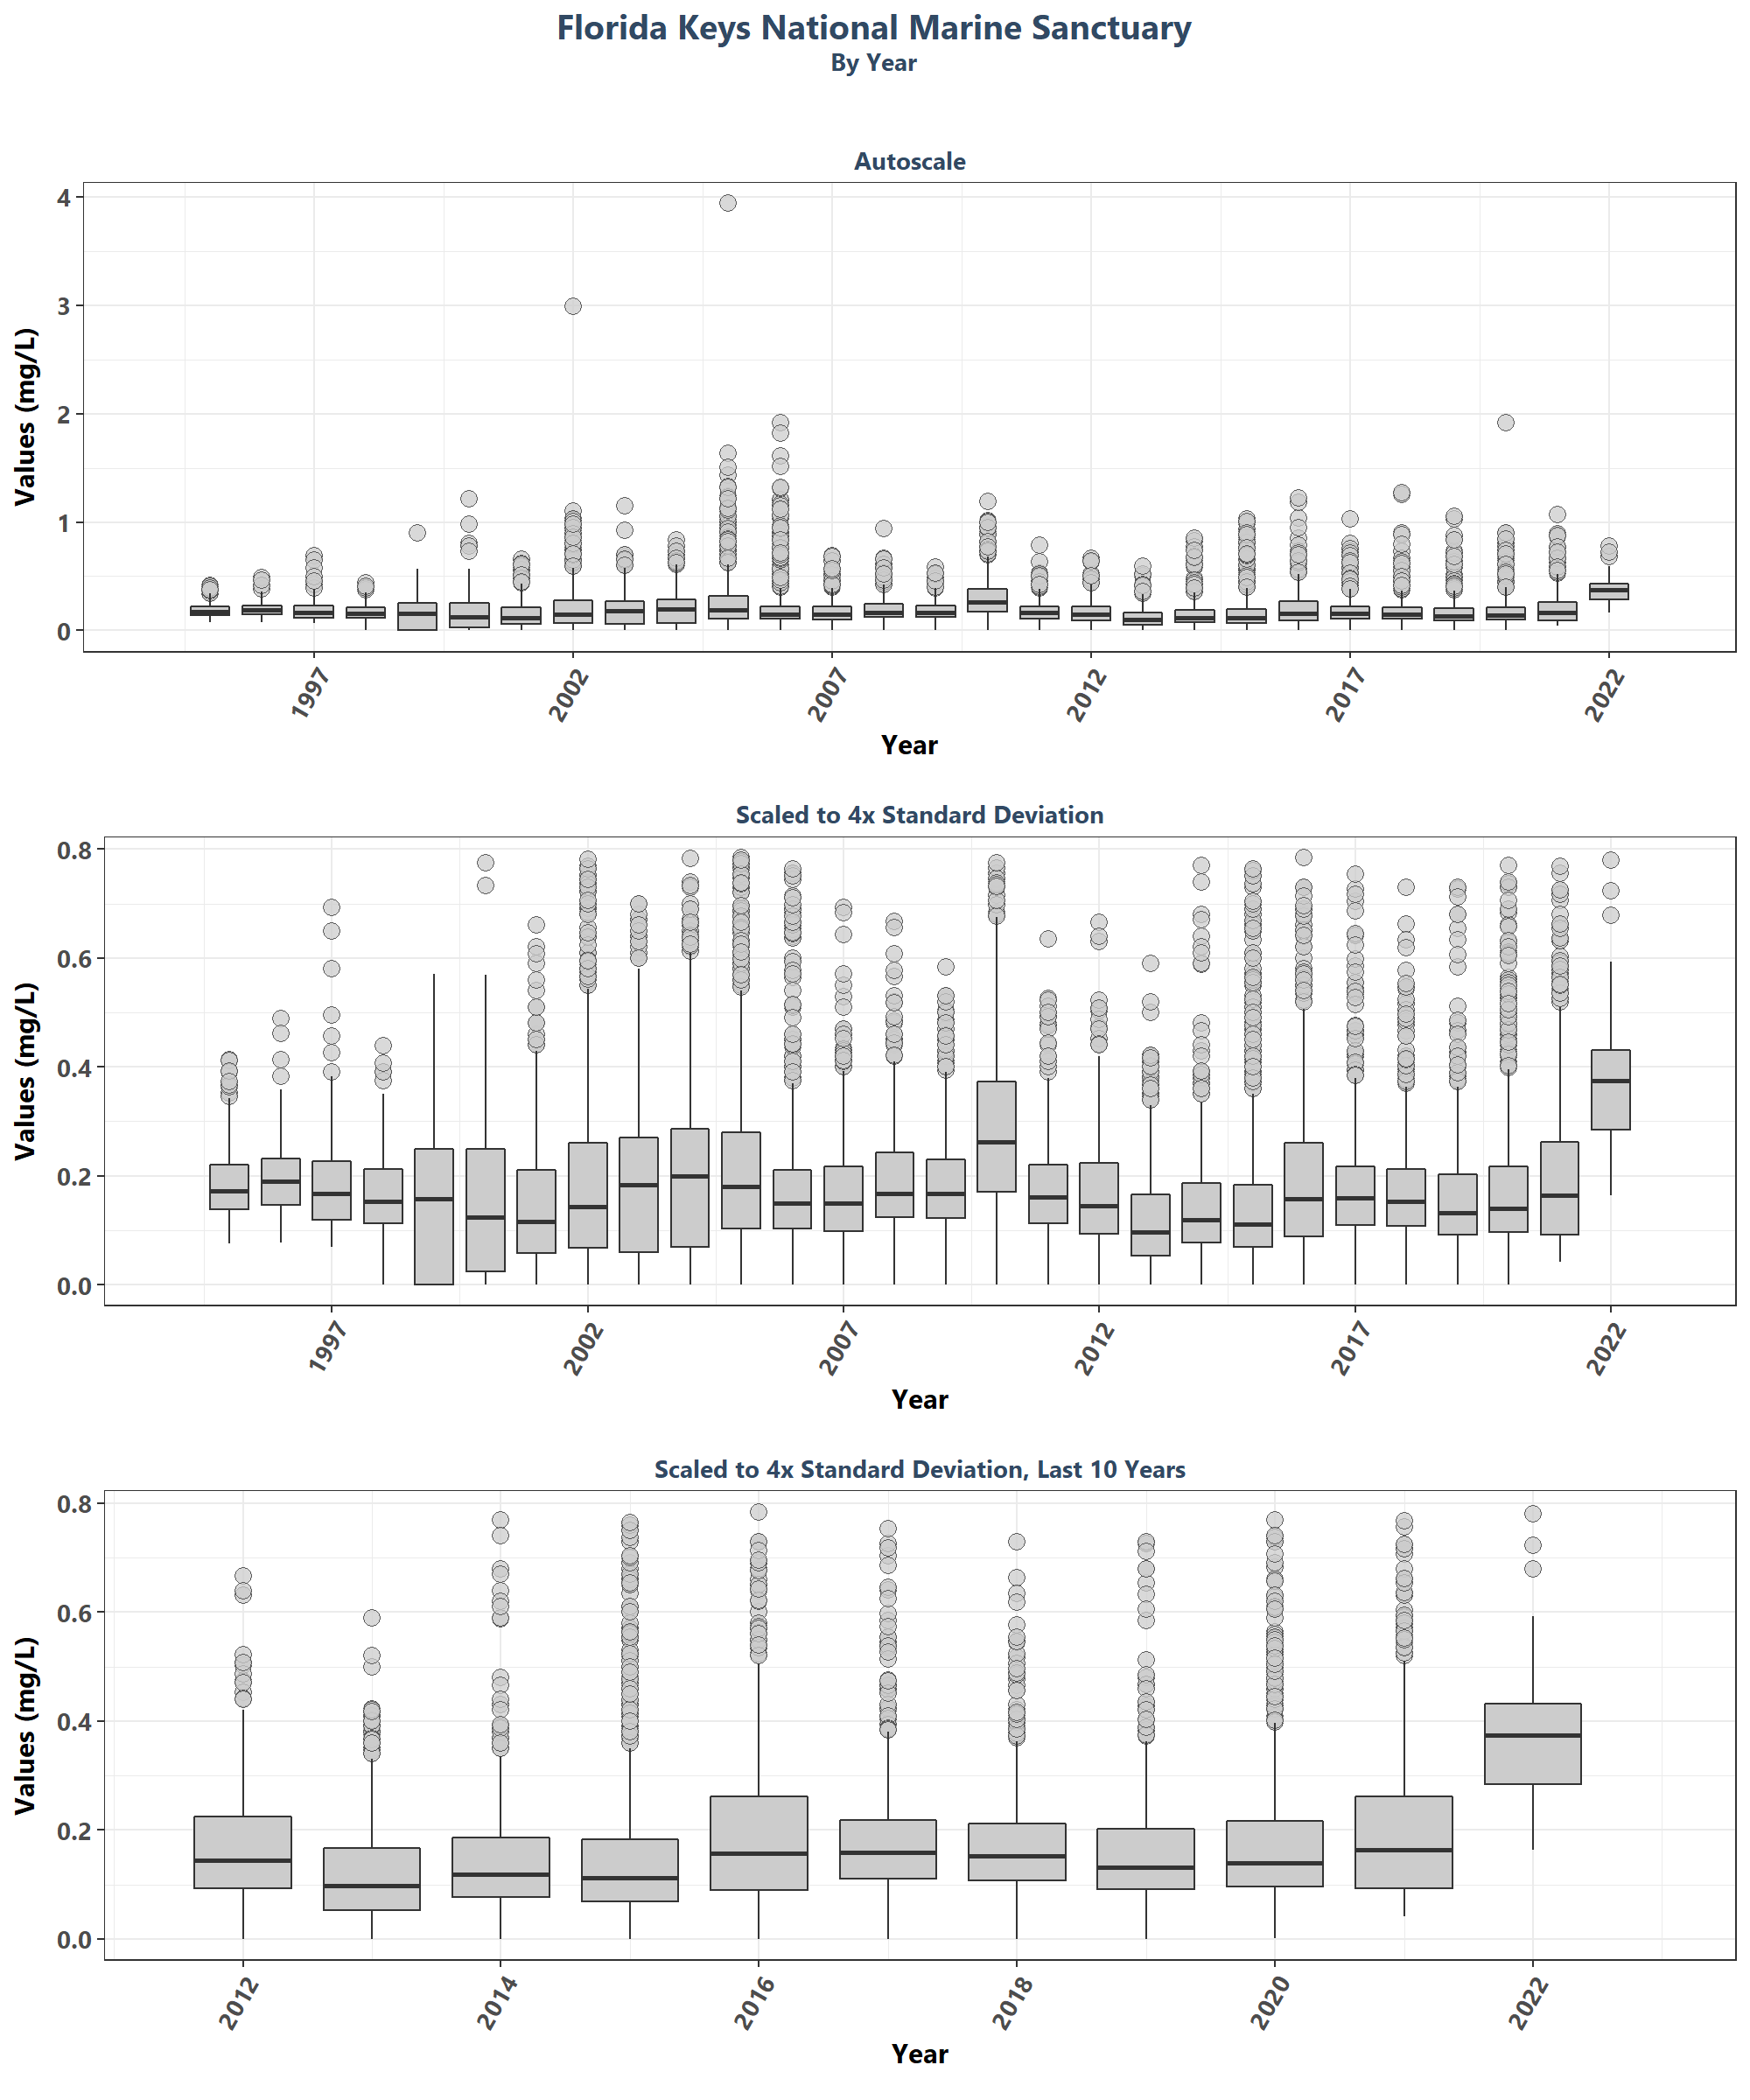 Florida Keys National Marine Sanctuary
By Year
Autoscale
Values (mg/L)
4
3
2
1
0
1997 2002 2007 2012 2017 2022
Year
Scaled to 4x Standard Deviation
Values (mg/L)
0.8
0.6
0.4
0.2
0.0
1997 2002 2007 2012 2017 2022
Year
Scaled to 4x Standard Deviation, Last 10 Years
Values (mg/L)
0.8
0.6
0.4
0.2
0.0
2012 2014 2016 2018 2020 2022
Year